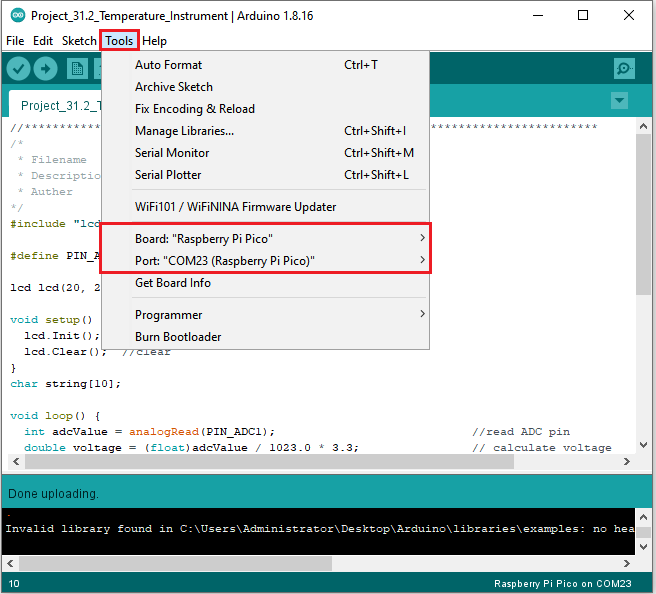 Project_31.2_Temperature_Instrument | Arduino 1.8.16
File Edit Sketch Tools Help
Auto Format Ctrl+T
Archive Sketch
Fix Encoding & Reload
Manage Libraries... Ctrl+Shift+I
Serial Monitor Ctrl+Shift+M
Serial Plotter Ctrl+Shift+L
WiFi101 / WiFiNINA Firmware Updater
Board: "Raspberry Pi Pico"
Port: "COM23 (Raspberry Pi Pico)"
Get Board Info
Programmer
Burn Bootloader
Project_31.2_T
//**********
************************
/*
* Filename
* Descriptio
* Auther
*/
#include "lcd
#define PIN_A
lcd lcd(20, 2
void setup()
lcd.Init();
lcd.Clear(); //clear
}
char string[10];
void loop() {
int adcValue = analogRead(PIN_ADC1); //read ADC pin
double voltage = (float)adcValue / 1023.0 * 3.3; // calculate voltage
Done uploading.
Invalid library found in C:\Users\Administrator\Desktop\Arduino\libraries\examples: no hea
10 Raspberry Pi Pico on COM23